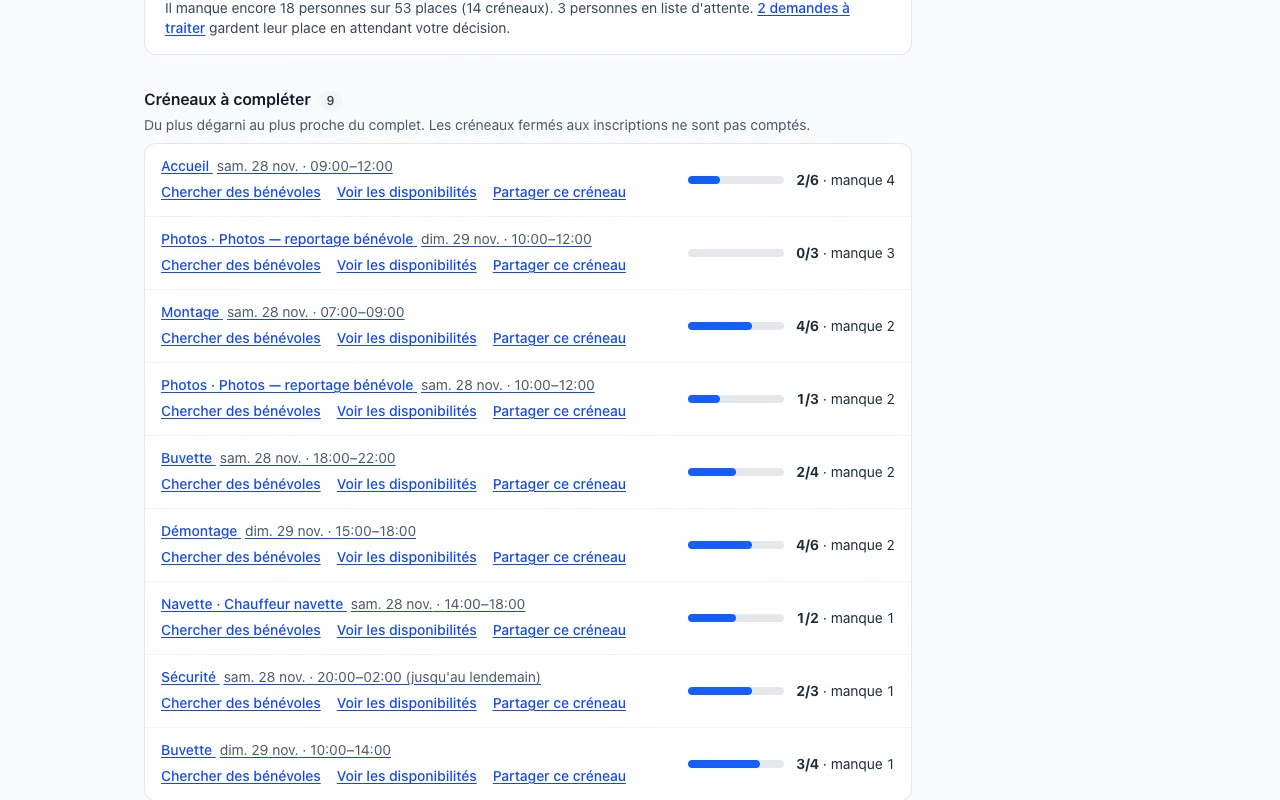 Il manque encore 18 personnes sur 53 places (14 créneaux). 3 personnes en liste d'attente. 2 demandes à
traiter gardent leur place en attendant votre décision.
Créneaux à compléter 9
Du plus dégarni au plus proche du complet. Les créneaux fermés aux inscriptions ne sont pas comptés.
Accueil sam. 28 nov. · 09:00–12:00
Chercher des bénévoles Voir les disponibilités Partager ce créneau
2/6 · manque 4
Photos · Photos — reportage bénévole dim. 29 nov. · 10:00–12:00
Chercher des bénévoles Voir les disponibilités Partager ce créneau
0/3 · manque 3
Montage sam. 28 nov. · 07:00–09:00
Chercher des bénévoles Voir les disponibilités Partager ce créneau
4/6 · manque 2
Photos · Photos — reportage bénévole sam. 28 nov. · 10:00–12:00
Chercher des bénévoles Voir les disponibilités Partager ce créneau
1/3 · manque 2
Buvette sam. 28 nov. · 18:00–22:00
Chercher des bénévoles Voir les disponibilités Partager ce créneau
2/4 · manque 2
Démontage dim. 29 nov. · 15:00–18:00
Chercher des bénévoles Voir les disponibilités Partager ce créneau
4/6 · manque 2
Navette · Chauffeur navette sam. 28 nov. · 14:00–18:00
Chercher des bénévoles Voir les disponibilités Partager ce créneau
1/2 · manque 1
Sécurité sam. 28 nov. · 20:00–02:00 (jusqu'au lendemain)
Chercher des bénévoles Voir les disponibilités Partager ce créneau
2/3 · manque 1
Buvette dim. 29 nov. · 10:00–14:00
Chercher des bénévoles Voir les disponibilités Partager ce créneau
3/4 · manque 1